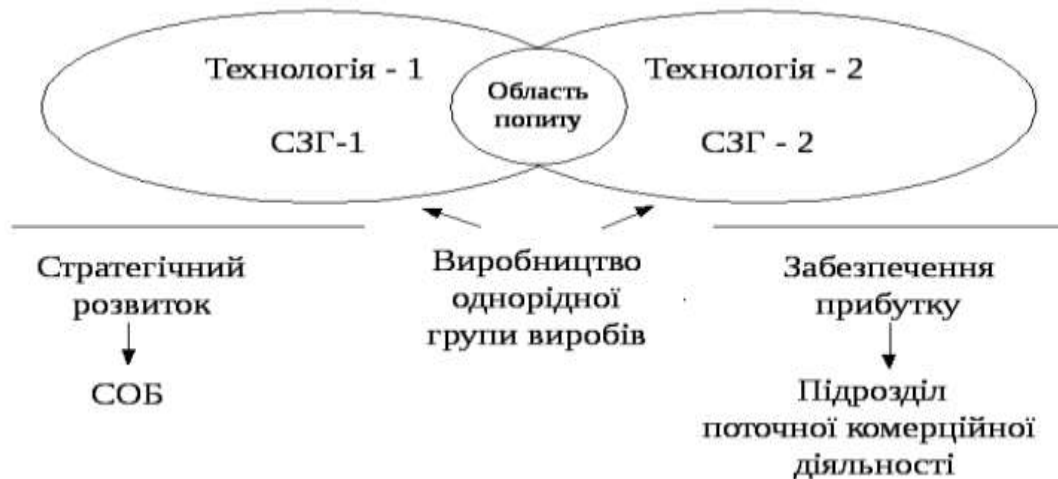 Технологія - 1
СЗГ-1
Область
попиту
Технологія - 2
СЗГ - 2
Стратегічний
розвиток
СОБ
Виробництво
однорідної
групи виробів
Забезпечення
прибутку
Підрозділ
поточної комерційної
діяльності